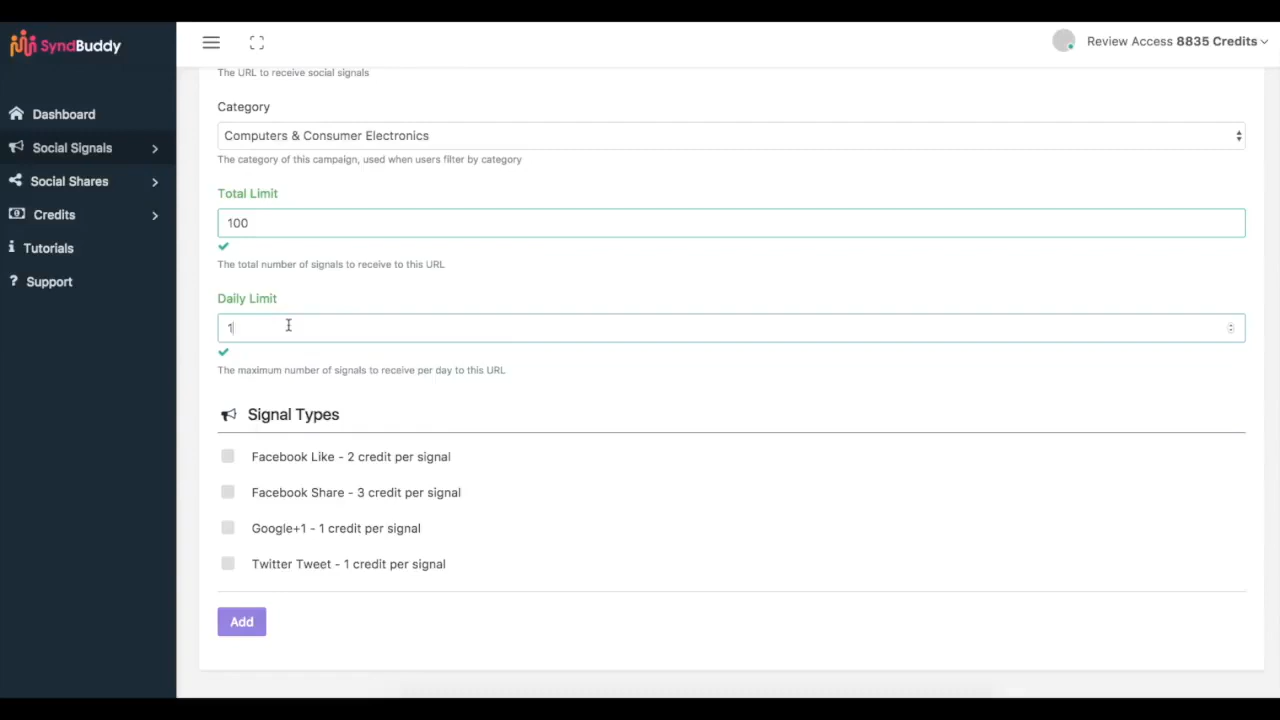 SyndBuddy
Review Access 8835 Credits
Dashboard
Social Signals
Social Shares
Credits
Tutorials
Support
The URL to receive social signals
Category
Computers & Consumer Electronics
The category of this campaign, used when users filter by category
Total Limit
100
The total number of signals to receive to this URL
Daily Limit
1
The maximum number of signals to receive per day to this URL
Signal Types
Facebook Like - 2 credit per signal
Facebook Share - 3 credit per signal
Google+1 - 1 credit per signal
Twitter Tweet - 1 credit per signal
Add